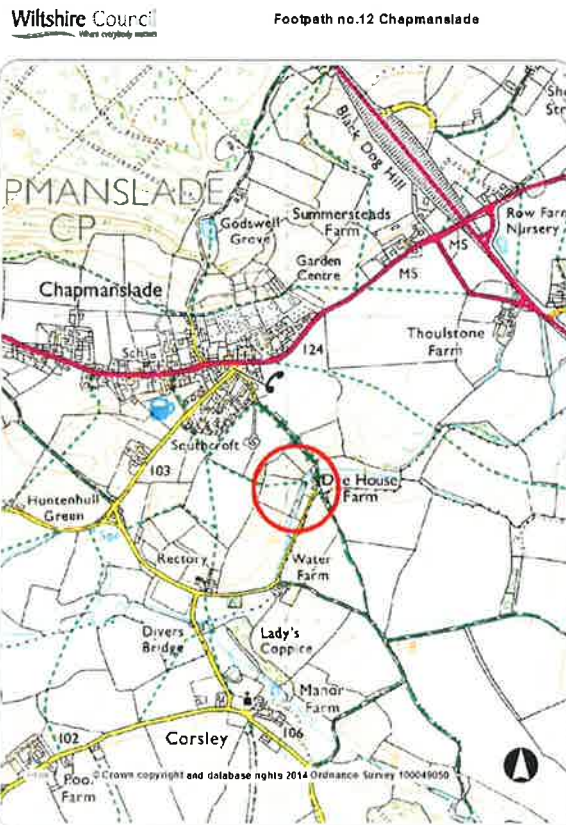 Wiltshire Council
Where everybody matters
Footpath no.12 Chapmanslade
Black Dog Hill
PMANSLADE
CP
Godswell
Grove
Summersteads
Farm
Row Farm
Nursery
MS
MS
Garden
Centre
Chapmanslade
124
Thoulstone
Farm
Sch
Southcroft
103
Farm
Huntenhull
Green
Rectory
Water
Farm
Divers
Bridge
Lady's
Coppice
Manor
Farm
102
Corsley
106
© Crown copyright and database rights 2014 Ordnance Survey 100049050
Farm